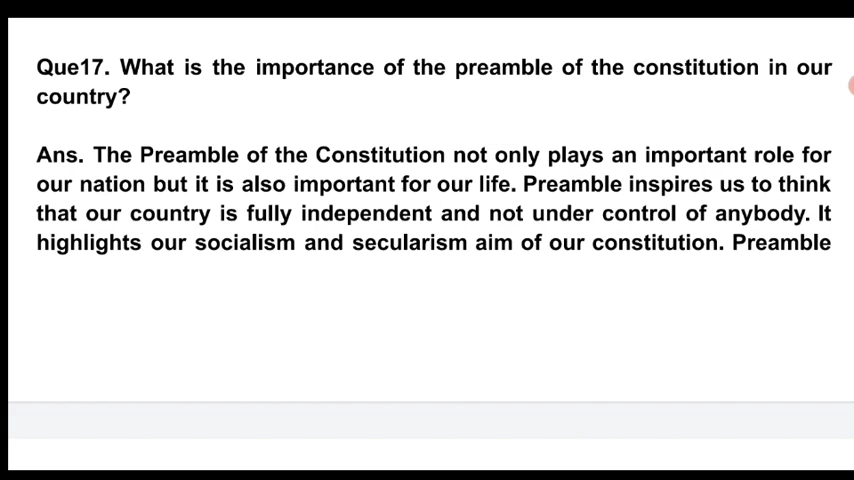 Que17. What is the importance of the preamble of the constitution in our
country?
Ans. The Preamble of the Constitution not only plays an important role for
our nation but it is also important for our life. Preamble inspires us to think
that our country is fully independent and not under control of anybody. It
highlights our socialism and secularism aim of our constitution. Preamble